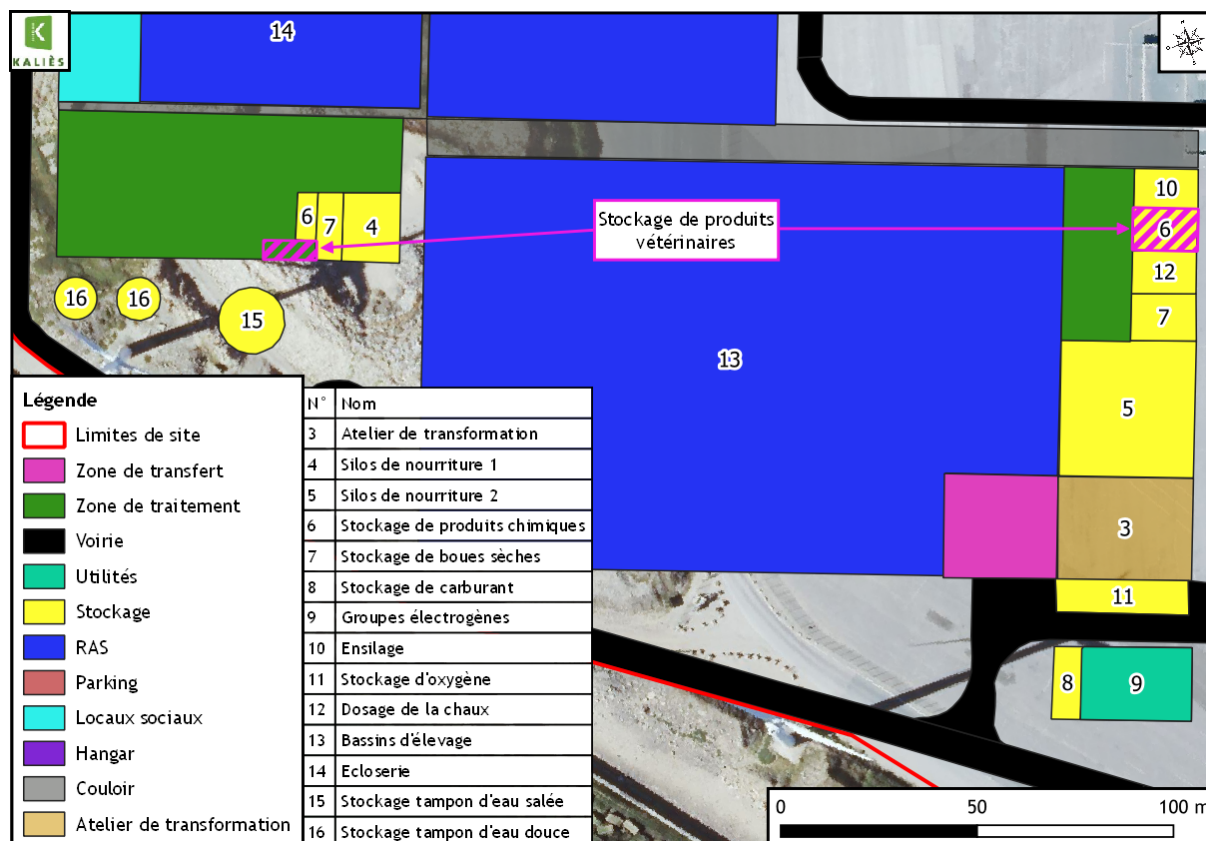 KALIÈS
14
10
Stockage de produits
vétérinaires
6
7
4
6
12
16
16
15
7
13
5
3
11
8
9
Légende
Limites de site
Zone de transfert
Zone de traitement
Voirie
Utilités
Stockage
RAS
Parking
Locaux sociaux
Hangar
Couloir
Atelier de transformation
N° Nom
3 Atelier de transformation
4 Silos de nourriture 1
5 Silos de nourriture 2
6 Stockage de produits chimiques
7 Stockage de boues sèches
8 Stockage de carburant
9 Groupes électrogènes
10 Ensilage
11 Stockage d'oxygène
12 Dosage de la chaux
13 Bassins d'élevage
14 Ecloserie
15 Stockage tampon d'eau salée
16 Stockage tampon d'eau douce
0 50 100 m